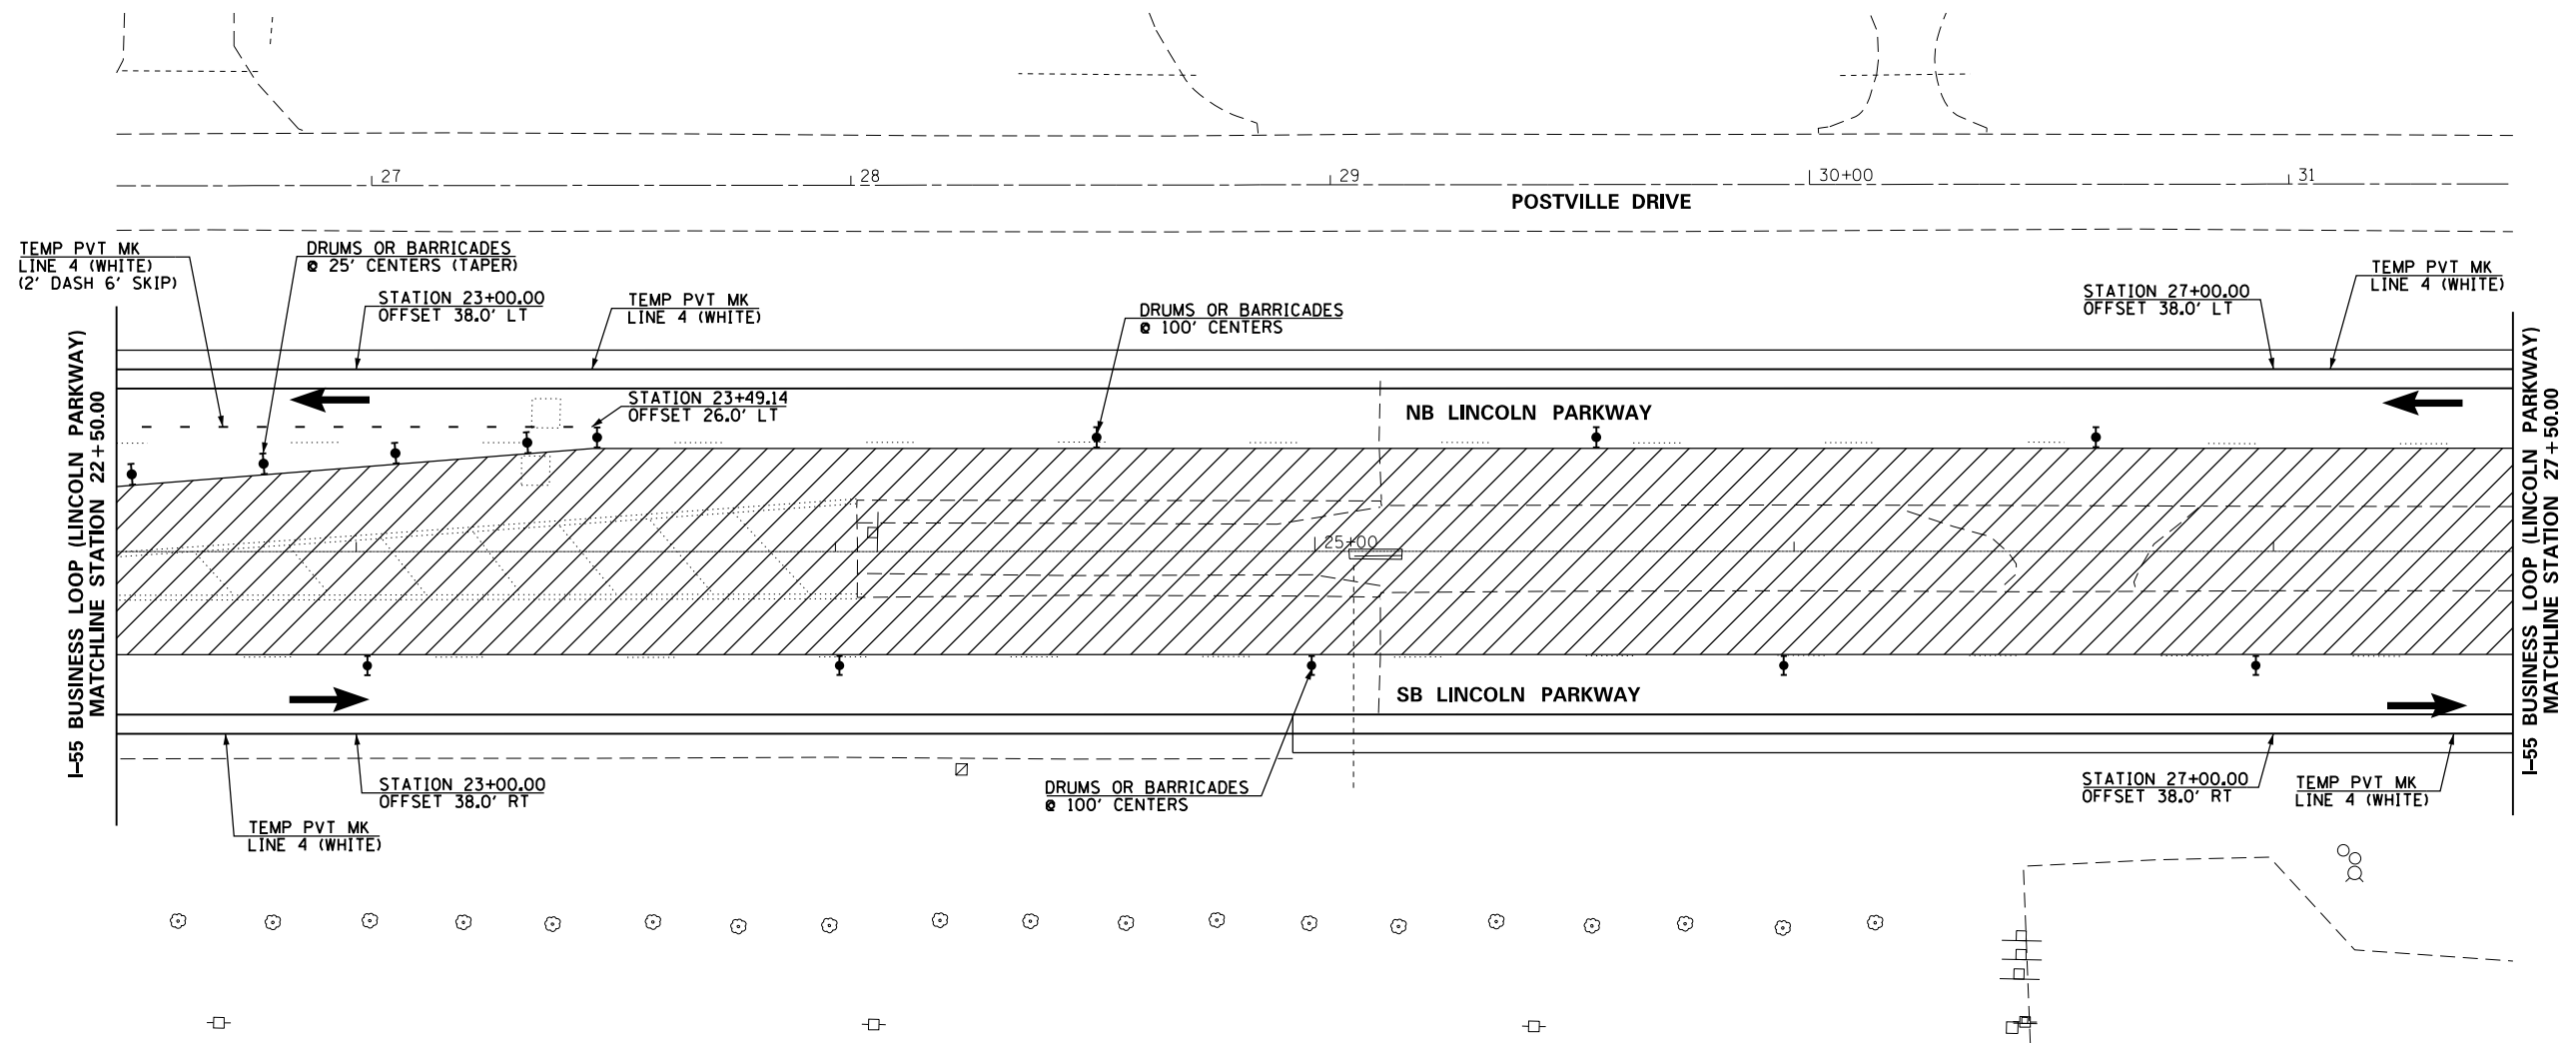 27
28
29
30+00
31
POSTVILLE DRIVE
TEMP PVT MK
LINE 4 (WHITE)
(2' DASH 6' SKIP)
DRUMS OR BARRICADES
@ 25' CENTERS (TAPER)
STATION 23+00.00
OFFSET 38.0' LT
TEMP PVT MK
LINE 4 (WHITE)
DRUMS OR BARRICADES
@ 100' CENTERS
STATION 27+00.00
OFFSET 38.0' LT
TEMP PVT MK
LINE 4 (WHITE)
STATION 23+49.14
OFFSET 26.0' LT
NB LINCOLN PARKWAY
I-55 BUSINESS LOOP (LINCOLN PARKWAY)
MATCHLINE STATION 22+50.00
25+00
I-55 BUSINESS LOOP (LINCOLN PARKWAY)
MATCHLINE STATION 27+50.00
SB LINCOLN PARKWAY
STATION 23+00.00
OFFSET 38.0' RT
TEMP PVT MK
LINE 4 (WHITE)
DRUMS OR BARRICADES
@ 100' CENTERS
STATION 27+00.00
OFFSET 38.0' RT
TEMP PVT MK
LINE 4 (WHITE)